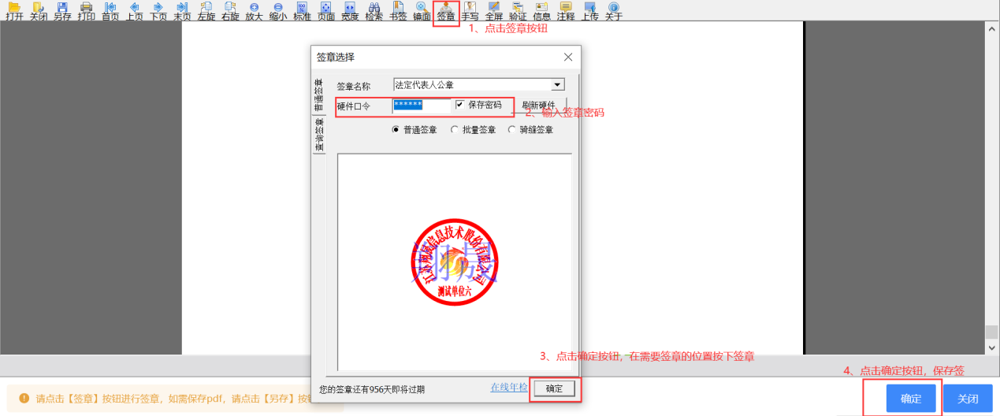 打开 关闭 另存 打印 首页 上页 下页 末页 左旋 右旋 放大 缩小 标准 页面 宽度 检索 书签 镜面 签章 手写 全屏 验证 信息 注释 上传 关于
1、点击签章按钮
签章选择
普通签章
查询签章
签章名称 法定代表人公章
硬件口令 ****** 保存密码 刷新硬件
2、输入签章密码
普通签章 批量签章 骑缝签章
江苏翔晟信息技术股份有限公司
翔晟
测试单位六
3、点击确定按钮，在需要签章的位置按下签章
您的签章还有956天即将过期 在线年检 确定
4、点击确定按钮，保存签
请点击【签章】按钮进行签章，如需保存pdf，请点击【另存】按
确定 关闭